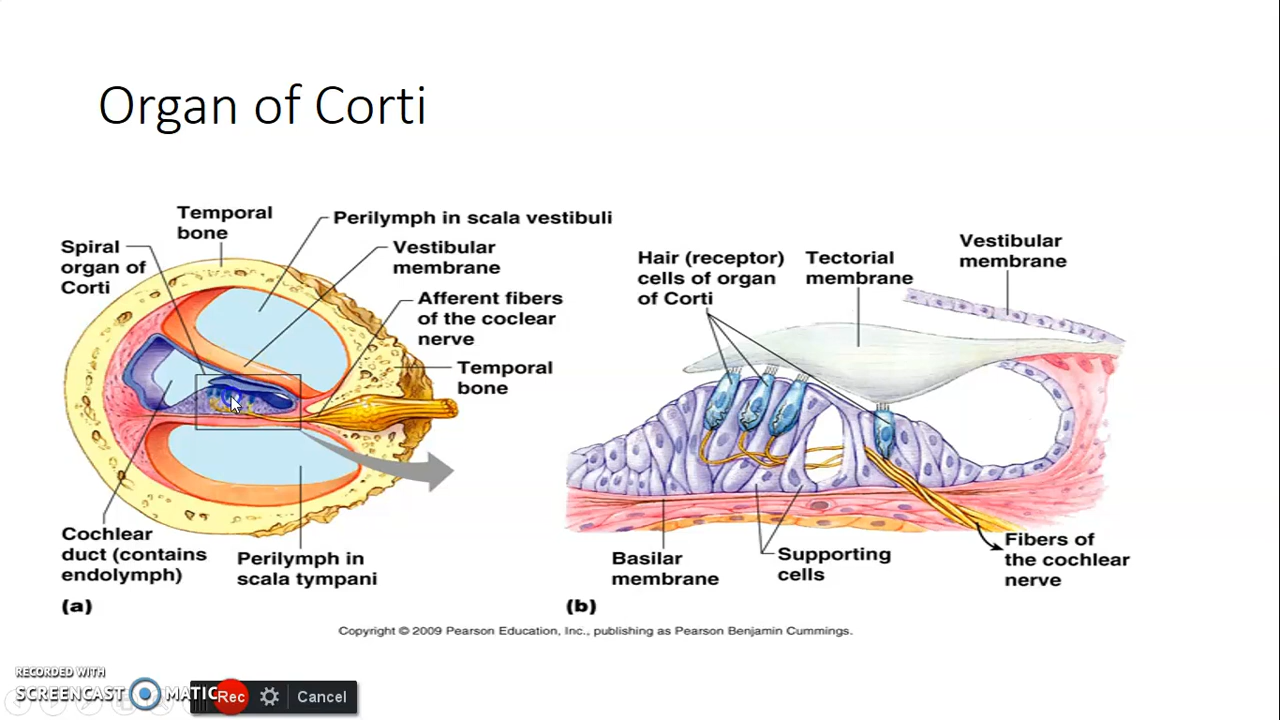 Organ of Corti
Temporal
bone
Perilymph in scala vestibuli
Spiral
organ of
Corti
Vestibular
membrane
Afferent fibers
of the coclear
nerve
Temporal
bone
Cochlear
duct (contains
endolymph)
Perilymph in
scala tympani
(a)
Hair (receptor)
cells of organ
of Corti
Tectorial
membrane
Vestibular
membrane
Basilar
membrane
Supporting
cells
Fibers of
the cochlear
nerve
(b)
Copyright © 2009 Pearson Education, Inc., publishing as Pearson Benjamin Cummings.
RECORDED WITH
SCREENCAST MATIC
Rec
Cancel